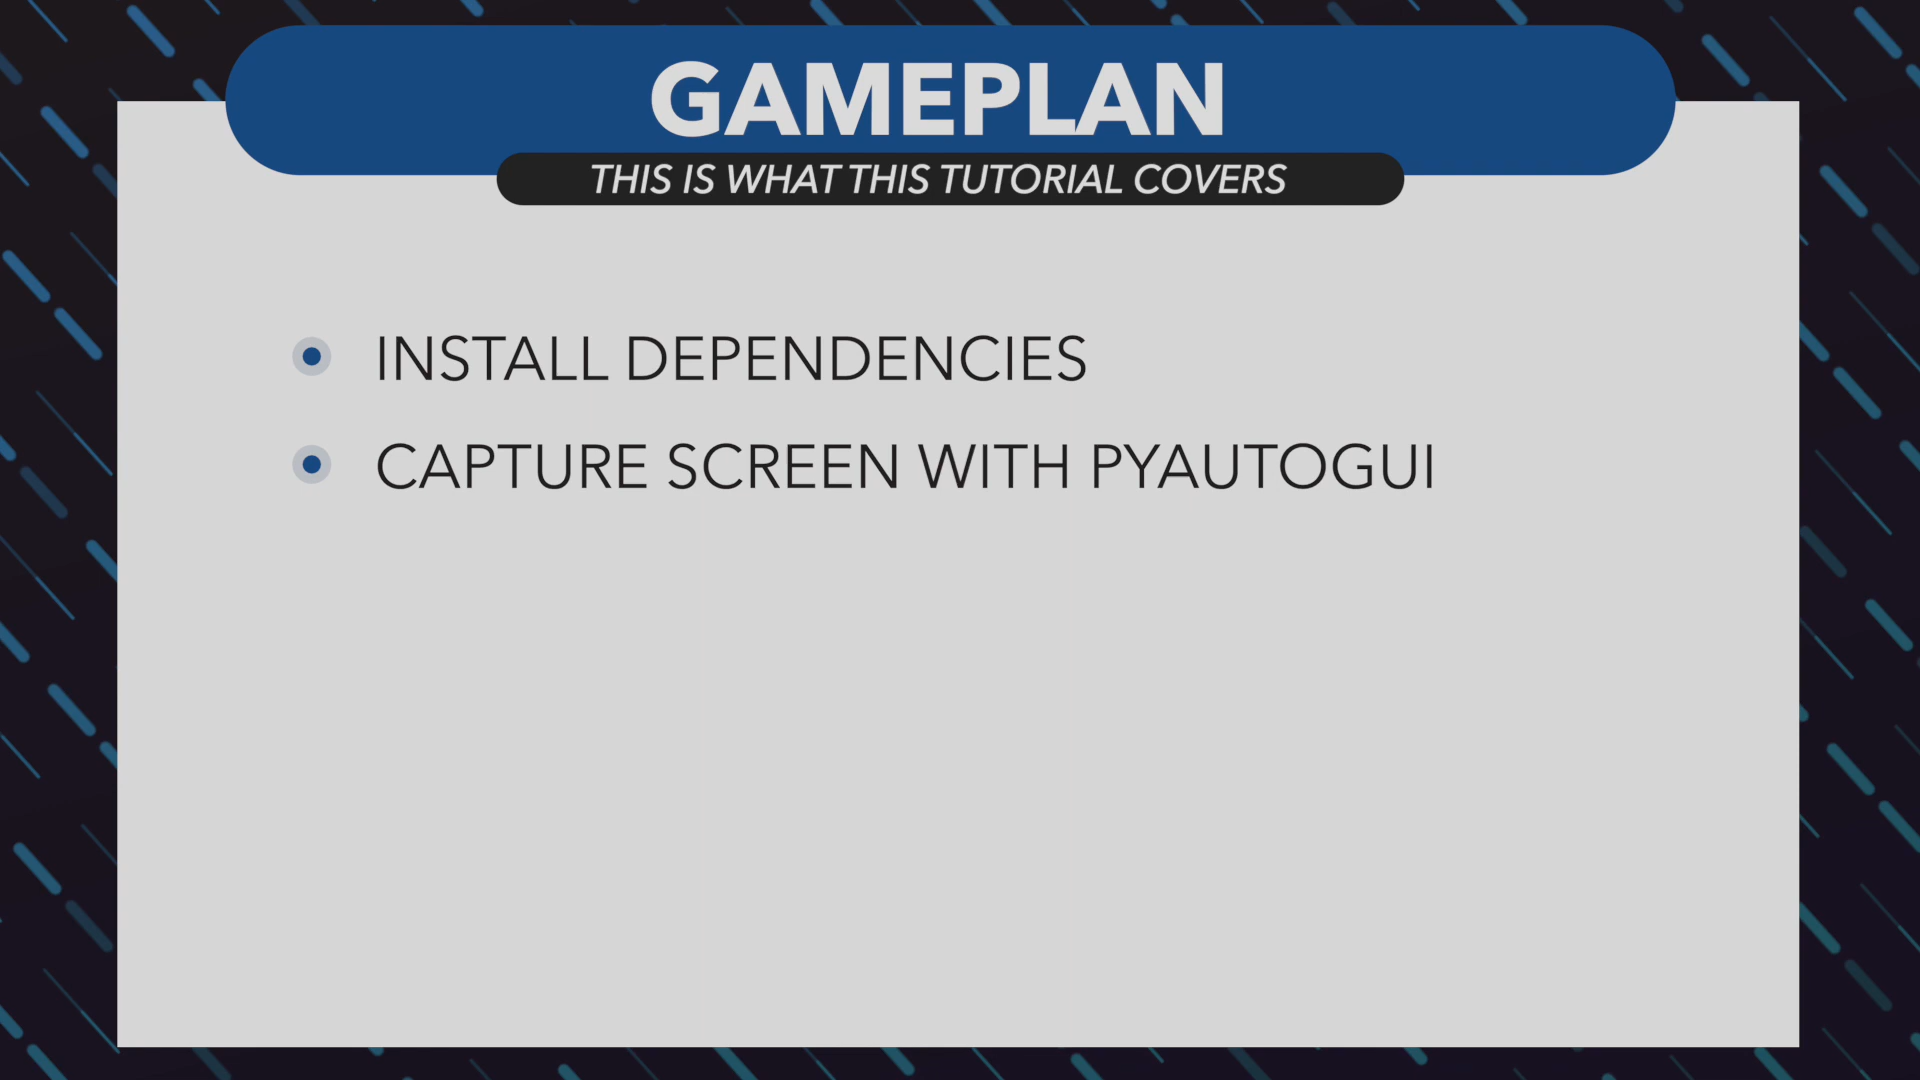 GAMEPLAN
THIS IS WHAT THIS TUTORIAL COVERS
INSTALL DEPENDENCIES
CAPTURE SCREEN WITH PYAUTOGUI